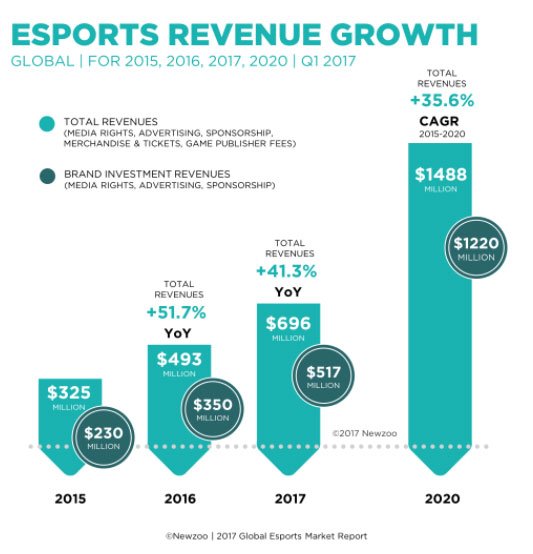 ESPORTS REVENUE GROWTH
GLOBAL | FOR 2015, 2016, 2017, 2020 | Q1 2017
TOTAL REVENUES
(MEDIA RIGHTS, ADVERTISING, SPONSORSHIP,
MERCHANDISE & TICKETS, GAME PUBLISHER FEES)
BRAND INVESTMENT REVENUES
(MEDIA RIGHTS, ADVERTISING, SPONSORSHIP)
$325
MILLION
$230
MILLION
2015
TOTAL
REVENUES
+51.7%
YoY
$493
MILLION
$350
MILLION
2016
TOTAL
REVENUES
+41.3%
YoY
$696
MILLION
$517
MILLION
2017
TOTAL
REVENUES
+35.6%
CAGR
2015-2020
$1488
MILLION
$1220
MILLION
2020
©2017 Newzoo
©Newzoo | 2017 Global Esports Market Report